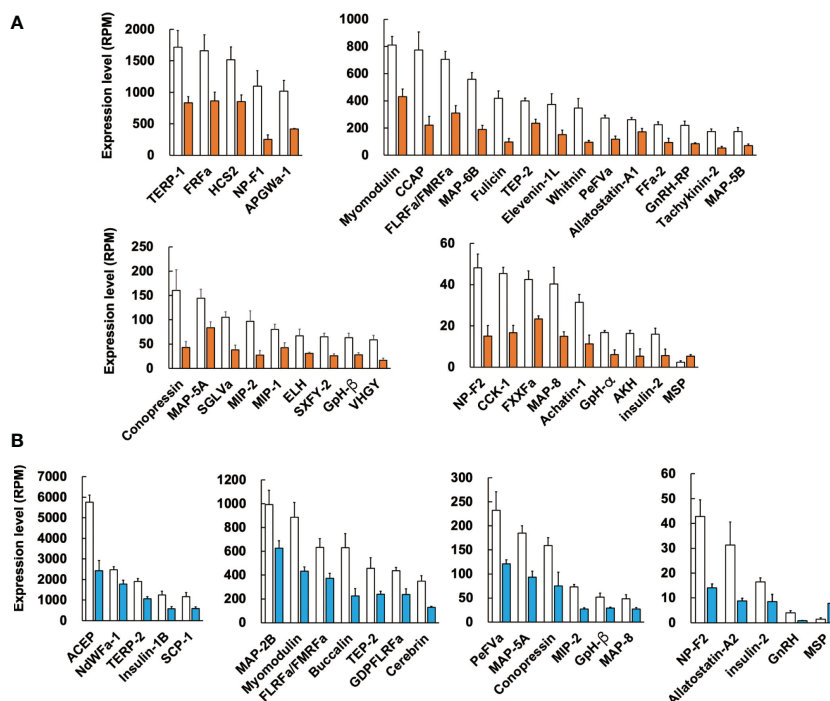 A
Expression level (RPM)
2000
1500
1000
500
0
TERP-1
FRFa
HCS2
NP-F1
APGWa-1
1000
800
600
400
200
0
Myomodulin
CCAP
FLRFa/FMRFa
MAP-6B
Fulicin
TEP-2
Elevenin-1L
Whitnin
PeFVa
Allatostatin-A1
FFa-2
GnRH-RP
Tachykinin-2
MAP-5B
Expression level (RPM)
250
200
150
100
50
0
Conopressin
MAP-5A
SGLVa
MIP-2
MIP-1
ELH
SXFY-2
GpH-β
VHGY
60
40
20
0
NP-F2
CCK-1
FXXFa
MAP-8
Achatin-1
GpH-α
AKH
insulin-2
MSP
B
Expression level (RPM)
7000
6000
5000
4000
3000
2000
1000
0
ACEP
NdWFa-1
TERP-2
Insulin-1B
SCP-1
1200
1000
800
600
400
200
0
MAP-2B
Myomodulin
FLRFa/FMRFa
Buccalin
TEP-2
GDPFLRFa
Cerebrin
300
250
200
150
100
50
0
PeFVa
MAP-5A
Conopressin
MIP-2
GpH-β
MAP-8
60
50
40
30
20
10
0
NP-F2
Allatostatin-A2
insulin-2
GnRH
MSP